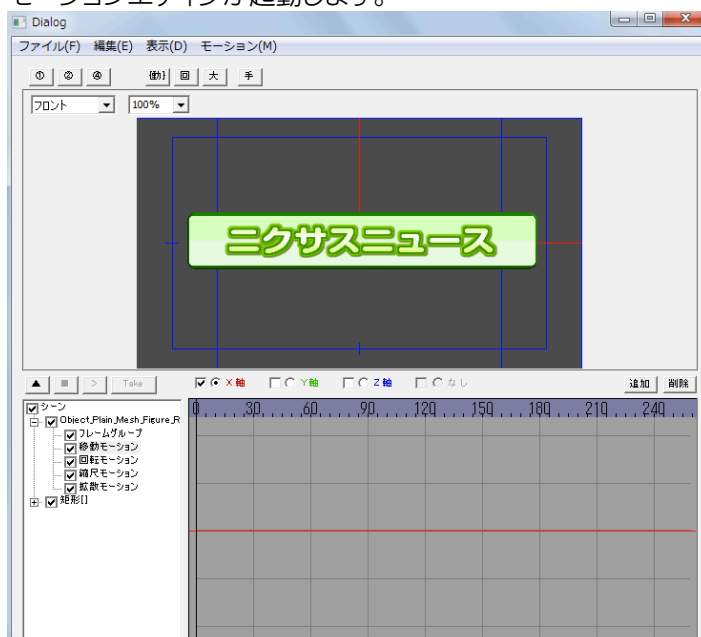 モーションエディタが起動します。
Dialog
ファイル(F) 編集(E) 表示(D) モーション(M)
① ② ④ 回 大 手
フロント 100%
ニクサスニュース
▲ ■ > Take X軸 Y軸 Z軸 なし 追加 削除
シーン
Object_Plain_Mesh_Figure_R
フレームグループ
移動モーション
回転モーション
縮尺モーション
拡散モーション
矩形[]
0 30 60 90 120 150 180 210 240